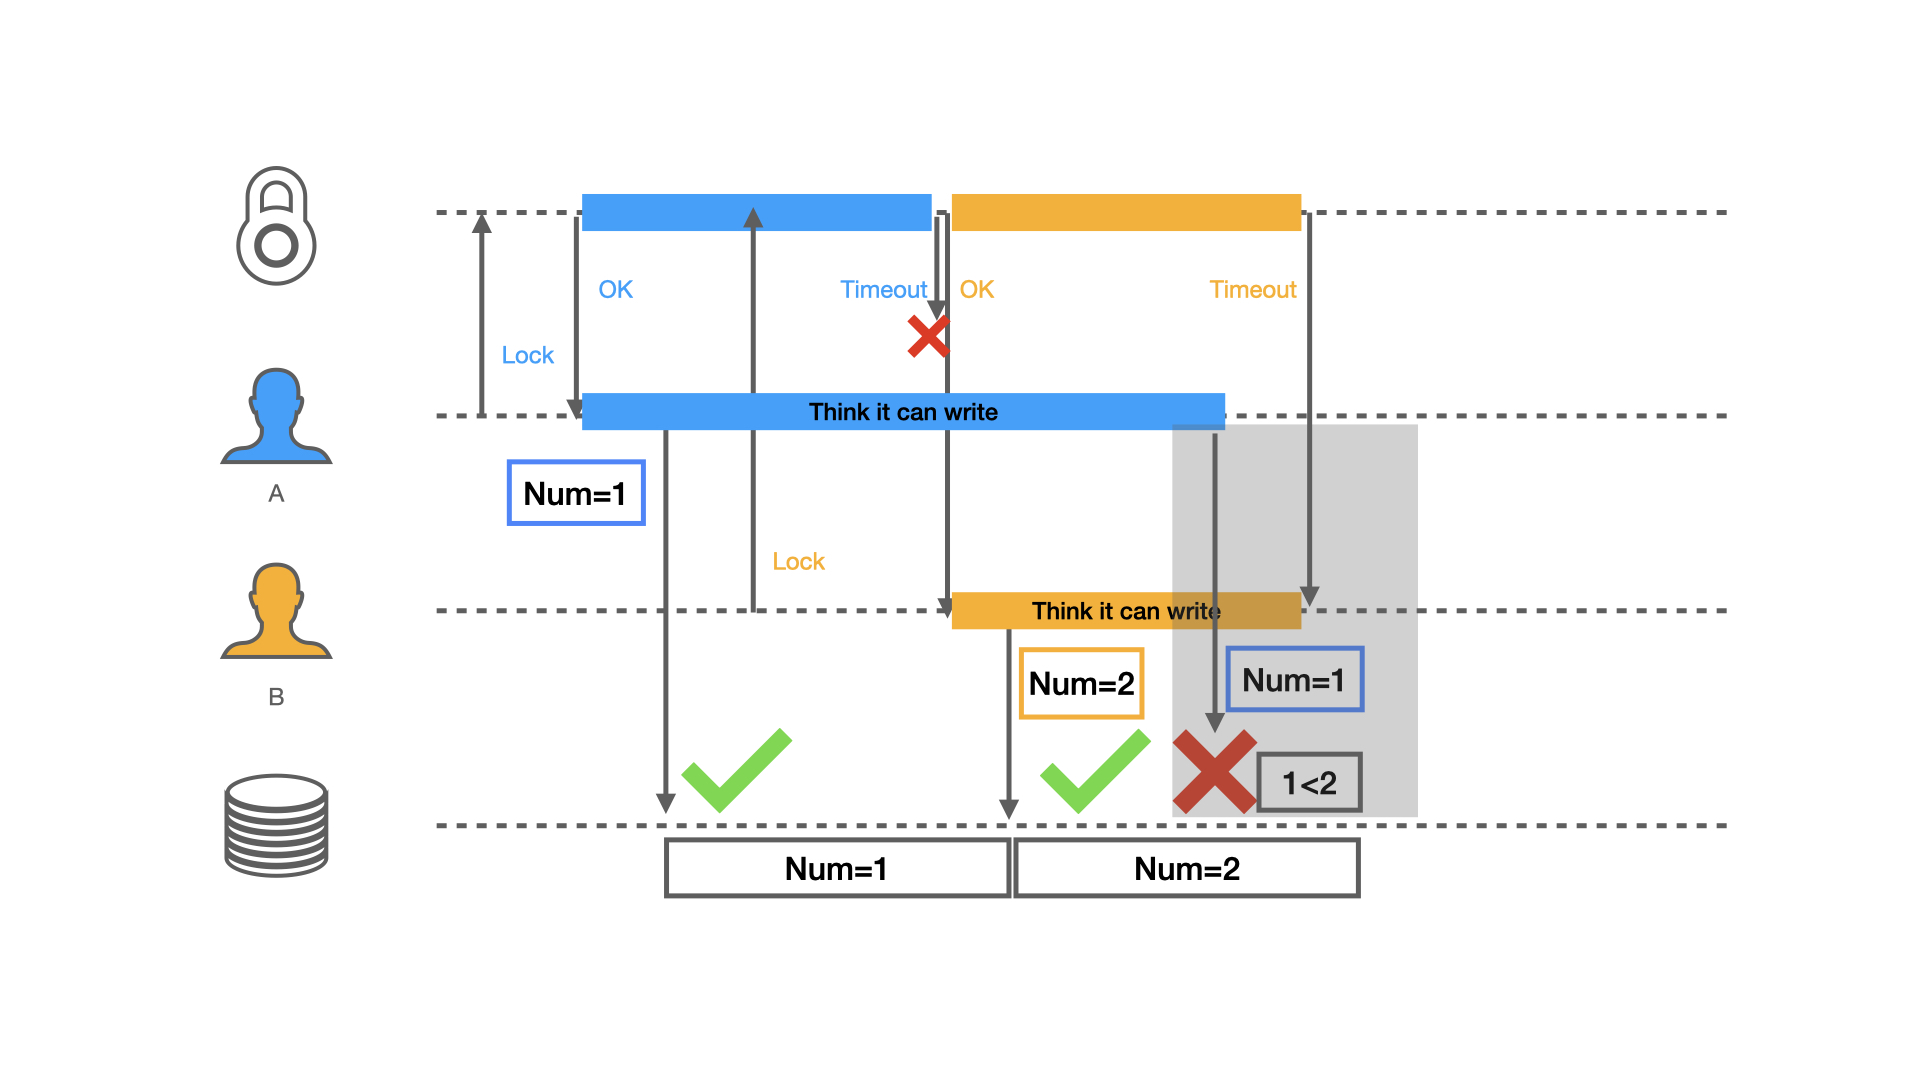 OK
Timeout
OK
Timeout
Lock
Think it can write
A
Num=1
Lock
Think it can write
B
Num=2
Num=1
1<2
Num=1
Num=2